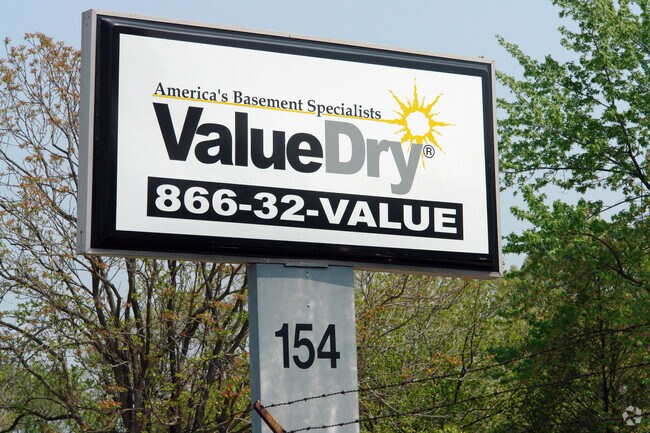 America's Basement Specialists
ValueDry®
866-32-VALUE
154